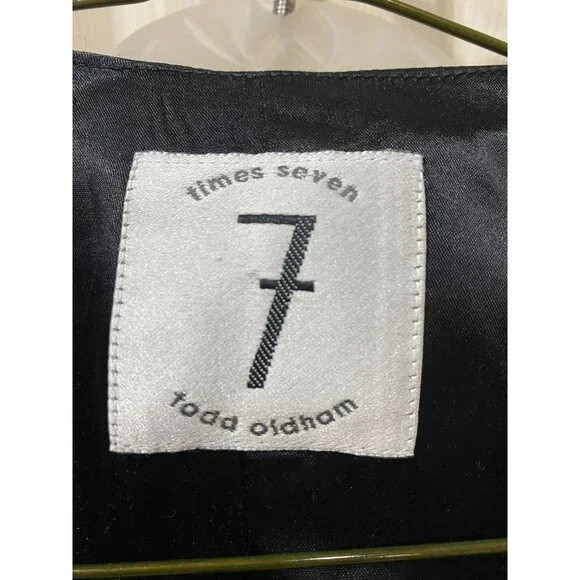 times seven
7
todd oldham